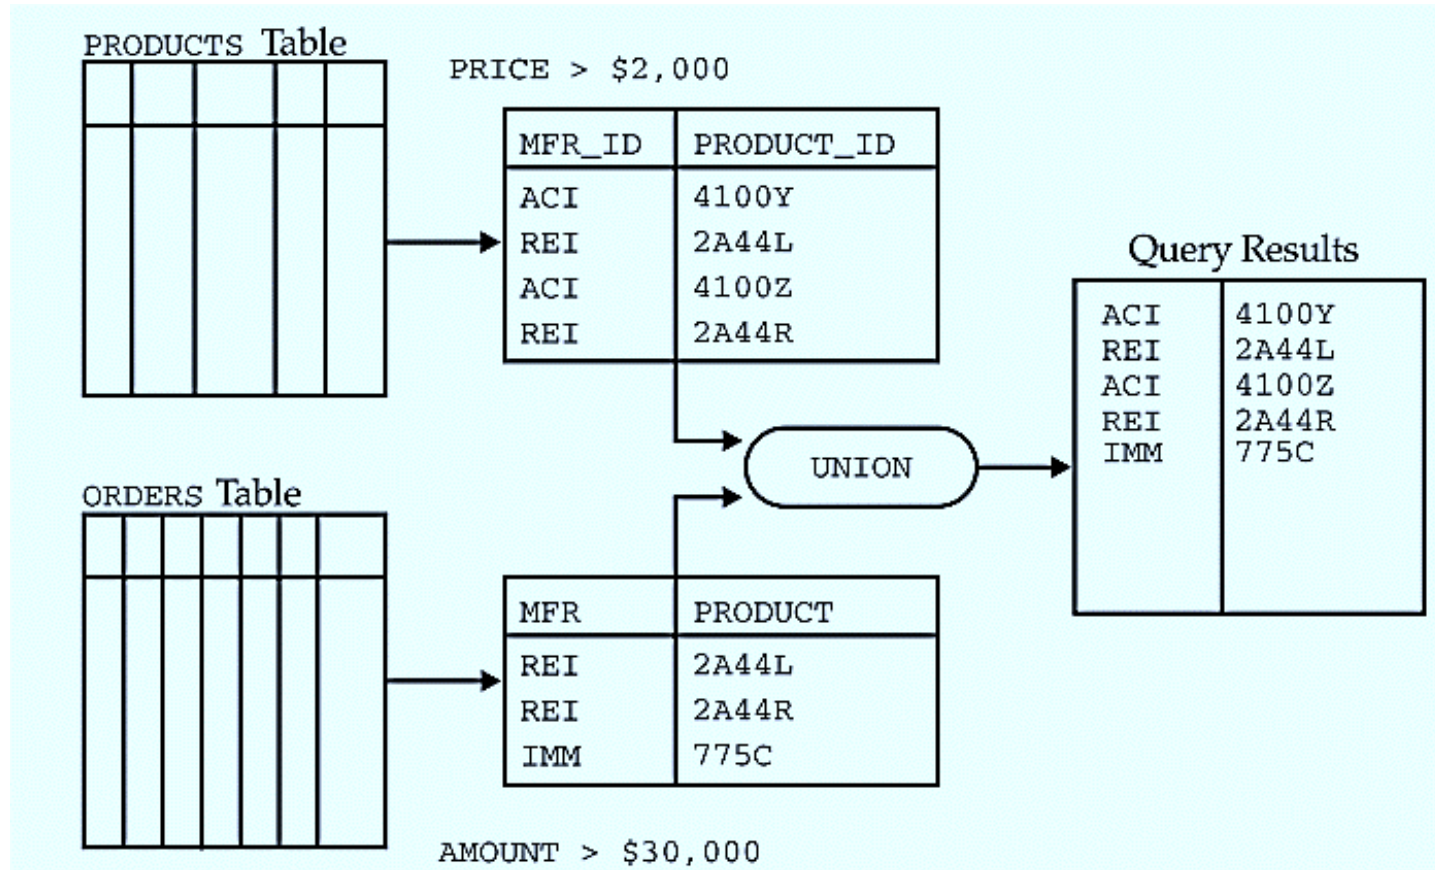 PRODUCTS Table
PRICE > $2,000
MFR_ID PRODUCT_ID
ACI 4100Y
REI 2A44L
ACI 4100Z
REI 2A44R
Query Results
ACI 4100Y
REI 2A44L
ACI 4100Z
REI 2A44R
IMM 775C
UNION
ORDERS Table
MFR PRODUCT
REI 2A44L
REI 2A44R
IMM 775C
AMOUNT > $30,000